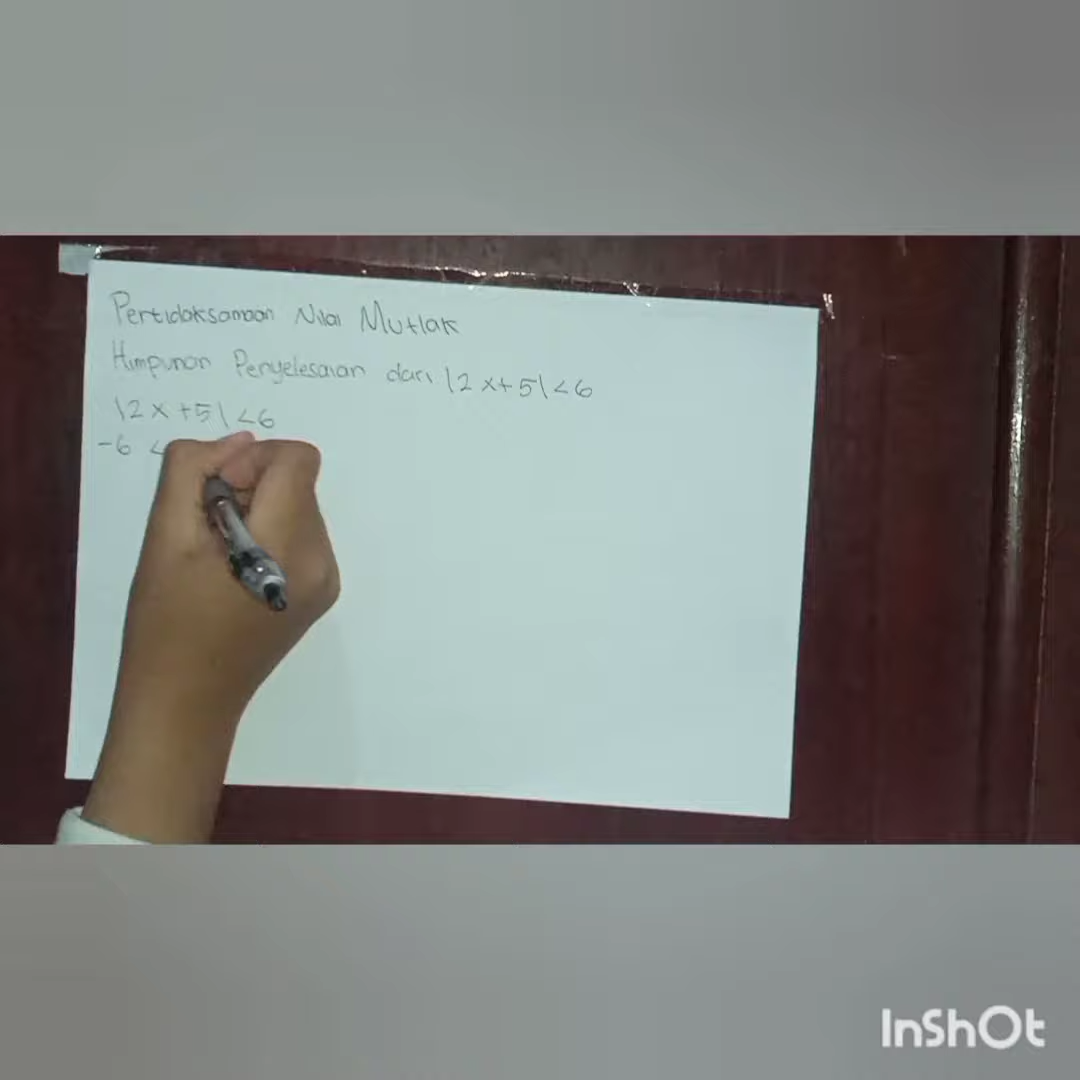 Pertidaksamaan Nilai Mutlak
Himpunan Penyelesaian dari |2x+5|<6
|2x+5|<6
-6 <
InShOt